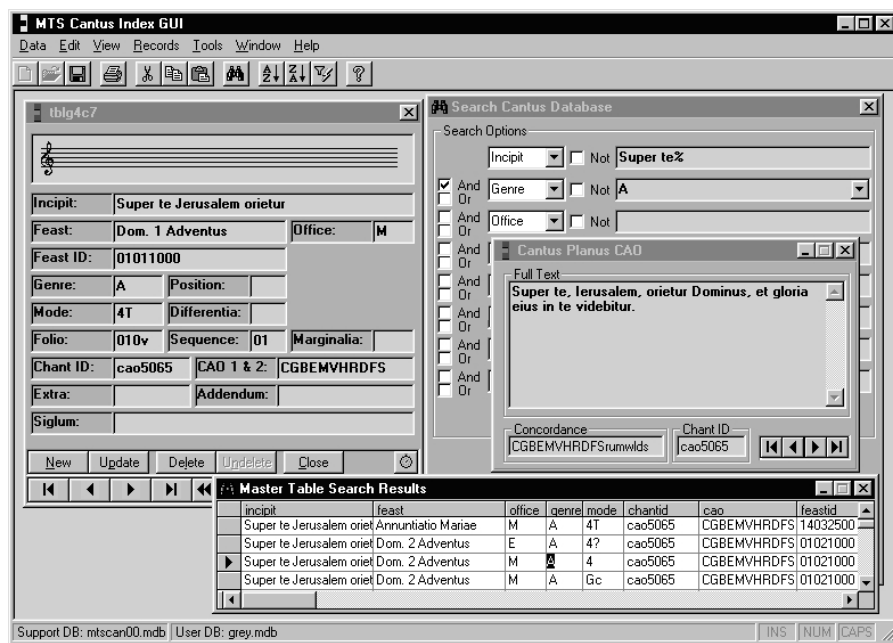 MTS Cantus Index GUI
Data Edit View Records Tools Window Help
tblg4c7
Incipit: Super te Jerusalem orietur
Feast: Dom. 1 Adventus Office: M
Feast ID: 01011000
Genre: A Position:
Mode: 4T Differentia:
Folio: 010v Sequence: 01 Marginalia:
Chant ID: cao5065 CAO 1 & 2: CGBEMVHRDFS
Extra: Addendum:
Siglum:
New Update Delete Undelete Close
Search Cantus Database
Search Options
Incipit Not Super te%
And
Or
Genre Not A
And
Or
Office Not
And
Or
And
Or
And
Or
And
Or
And
Or
Cantus Planus CAO
Full Text
Super te, Ierusalem, orietur Dominus, et gloria
eius in te videbitur.
Concordance Chant ID
CGBEMVHRDFSrumwlds cao5065
Master Table Search Results
incipit feast office genre mode chantid cao feastid
Super te Jerusalem oriet Annuntiatio Mariae M A 4T cao5065 CGBEMVHRDFS 14032500
Super te Jerusalem oriet Dom. 2 Adventus E A 4? cao5065 CGBEMVHRDFS 01021000
Super te Jerusalem oriet Dom. 2 Adventus M A 4 cao5065 CGBEMVHRDFS 01021000
Super te Jerusalem oriet Dom. 2 Adventus M A Gc cao5065 CGBEMVHRDFS 01021000
Support DB: mtscan00.mdb User DB: grey.mdb INS NUM CAPS